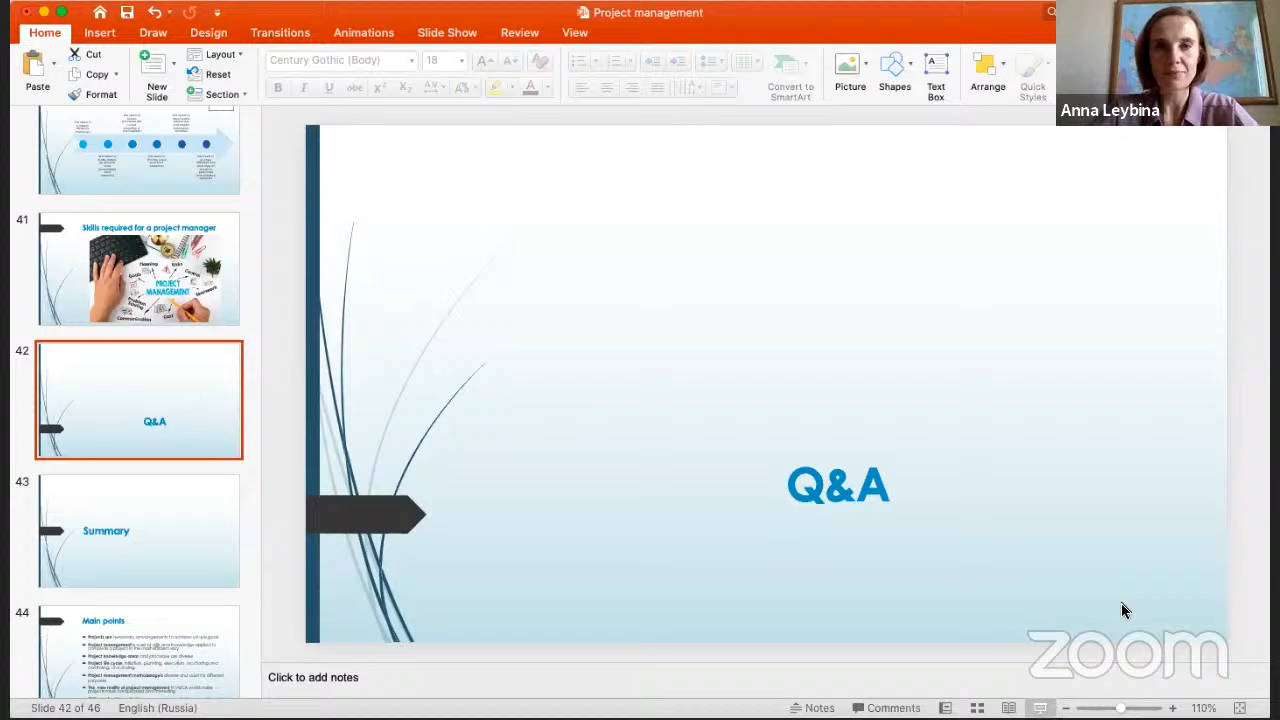 Project management
Home Insert Draw Design Transitions Animations Slide Show Review View
Paste
Cut
Copy
Format
New
Slide
Layout
Reset
Section
Century Gothic (Body) 18
Convert to
SmartArt
Picture
Shapes
Text
Box
Arrange
Quick
Styles
Anna Leybina
41
Skills required for a project manager
PROJECT
MANAGEMENT
42
Q&A
43
Summary
44
Main points
Q&A
zoom
Click to add notes
Slide 42 of 46
English (Russia)
Notes
Comments
110%